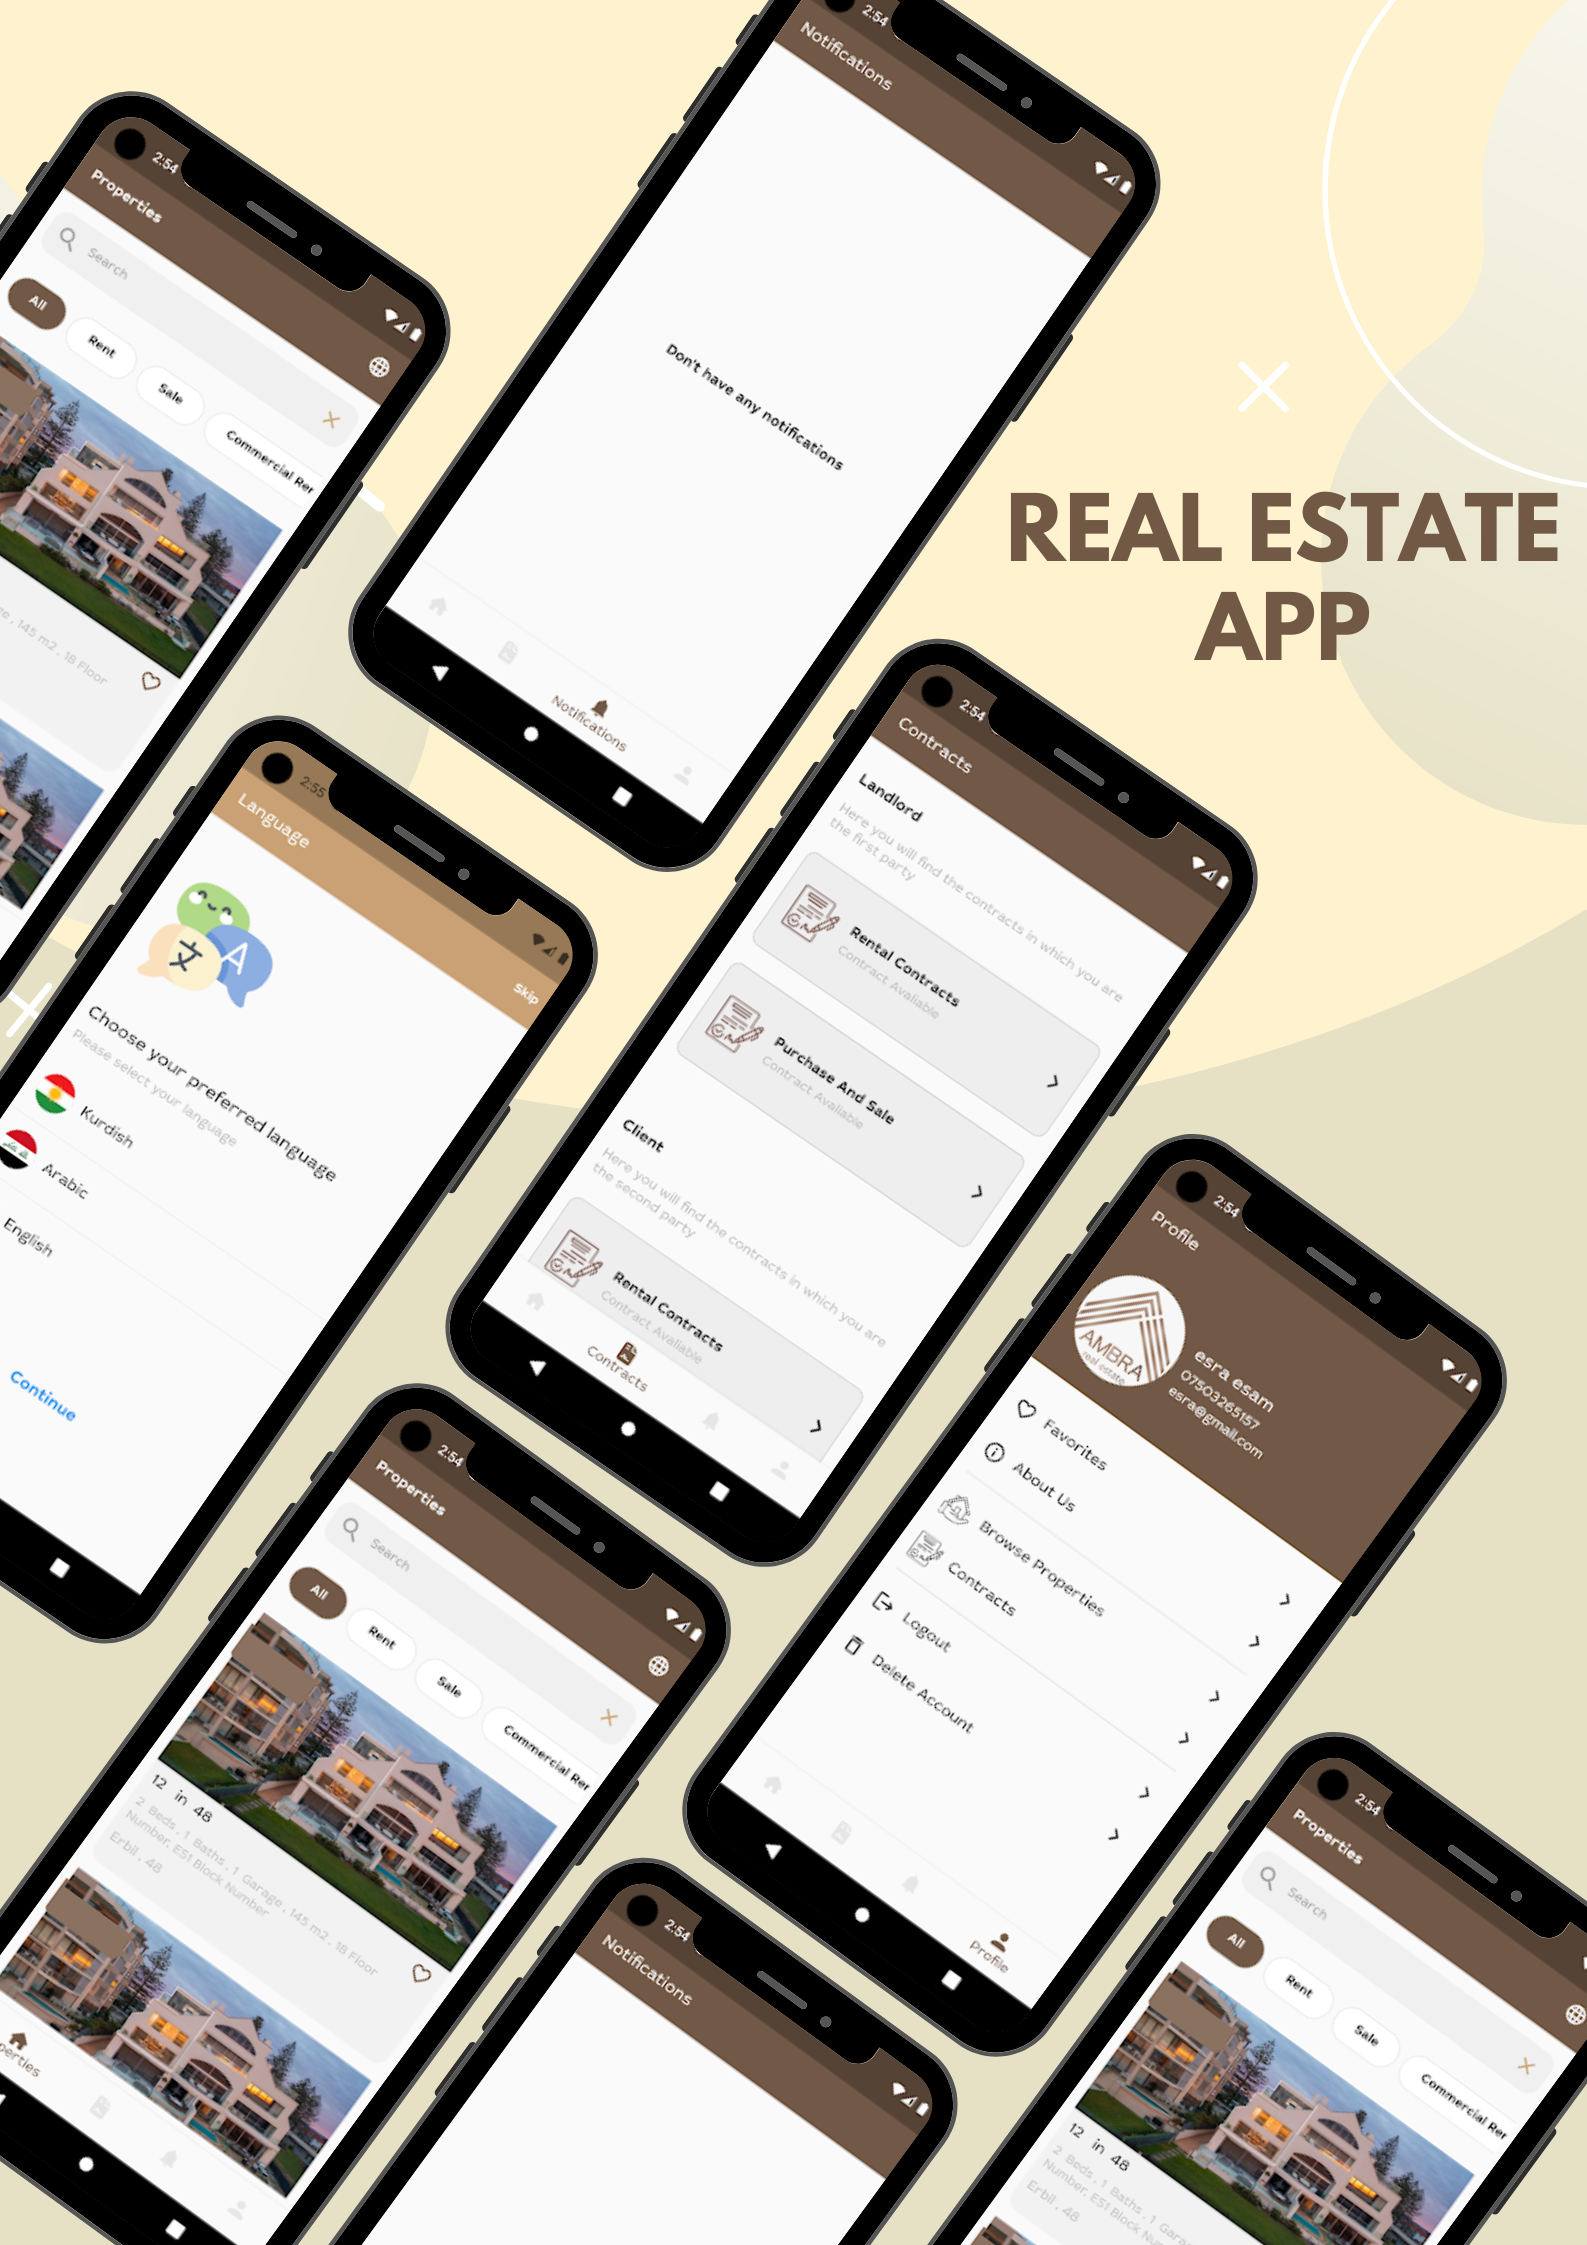 2:54
Notifications
Don't have any notifications
Notifications
2:54
Properties
Search
All
Rent
Sale
Commercial Ren
145 m2 . 18 Floor
REAL ESTATE
APP
2:55
Language
Skip
Choose your preferred language
Please select your language
Kurdish
Arabic
English
Continue
2:54
Contracts
Landlord
Here you will find the contracts in which you are
the first party
Rental Contracts
Contract Avaliable
Purchase And Sale
Contract Avaliable
Client
Here you will find the contracts in which you are
the second party
Rental Contracts
Contract Avaliable
Contracts
2:54
Profile
AMBRA
real estate
esra esam
07503265157
esra@gmail.com
Favorites
About Us
Browse Properties
Contracts
Logout
Delete Account
Profile
2:54
Properties
Search
All
Rent
Sale
Commercial Ren
12 in 48
2 Beds . 1 Baths . 1 Garage . 145 m2 . 18 Floor
Number, E51 Block Number
Erbil , 48
perties
2:54
Notifications
2:54
Properties
Search
All
Rent
Sale
Commercial Ren
12 in 48
2 Beds . 1 Baths . 1 Gara
Number, E51 Block N
Erbil , 48